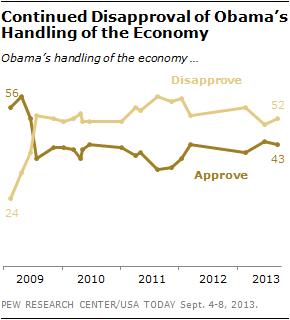 Continued Disapproval of Obama's
Handling of the Economy
Obama's handling of the economy ...
Disapprove
56
52
43
Approve
24
2009 2010 2011 2012 2013
PEW RESEARCH CENTER/USA TODAY Sept. 4-8, 2013.